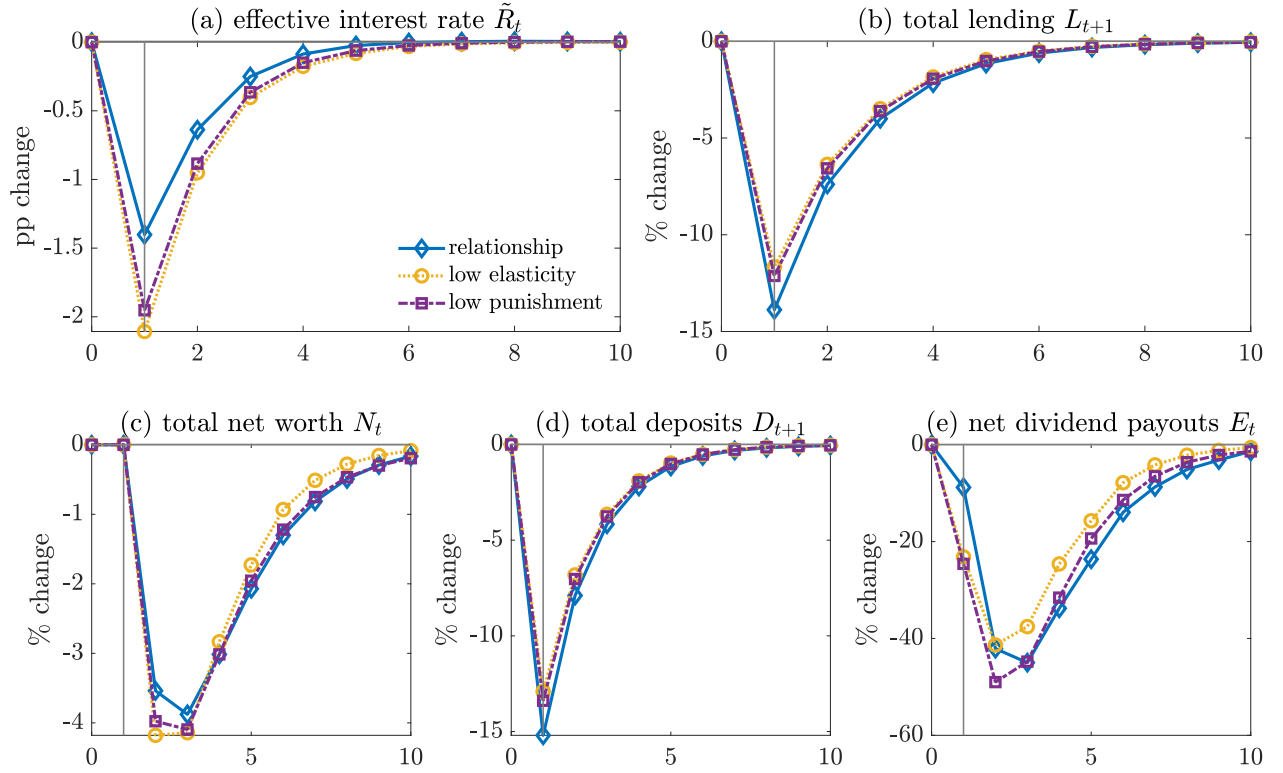 (a) effective interest rate R̃ₜ
pp change
0
-0.5
-1
-1.5
-2
0 2 4 6 8 10
relationship
low elasticity
low punishment
(b) total lending Lₜ₊₁
% change
0
-5
-10
-15
0 2 4 6 8 10
(c) total net worth Nₜ
% change
0
-1
-2
-3
-4
0 5 10
(d) total deposits Dₜ₊₁
% change
0
-5
-10
-15
0 5 10
(e) net dividend payouts Eₜ
% change
0
-20
-40
-60
0 5 10